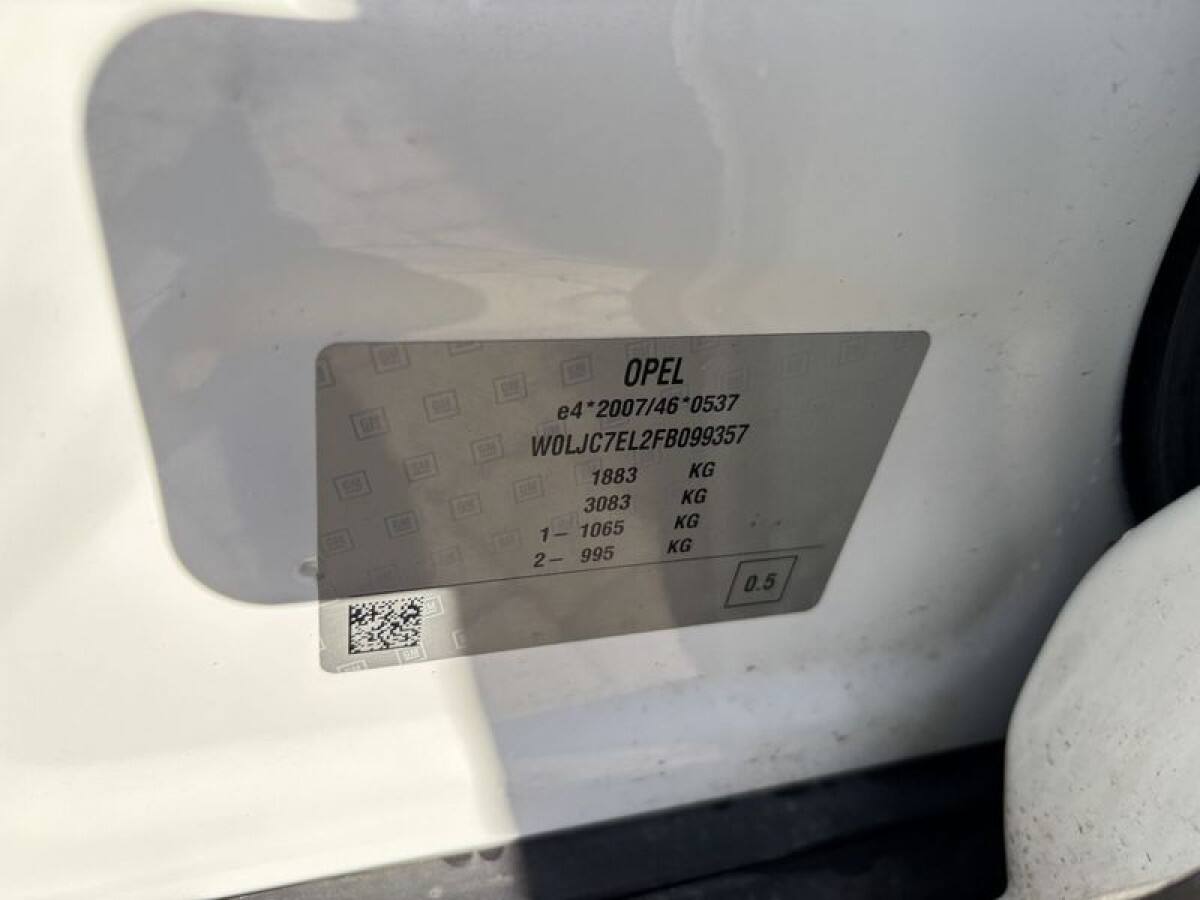 OPEL
e4*2007/46*0537
W0LJC7EL2FB099357
1883 KG
3083 KG
1– 1065 KG
2– 995 KG
0.5